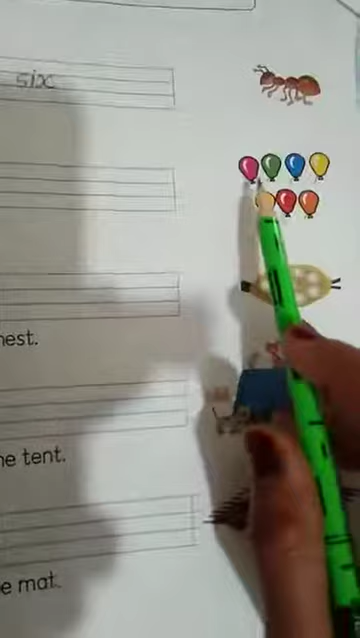 six
nest.
he tent.
e mat.